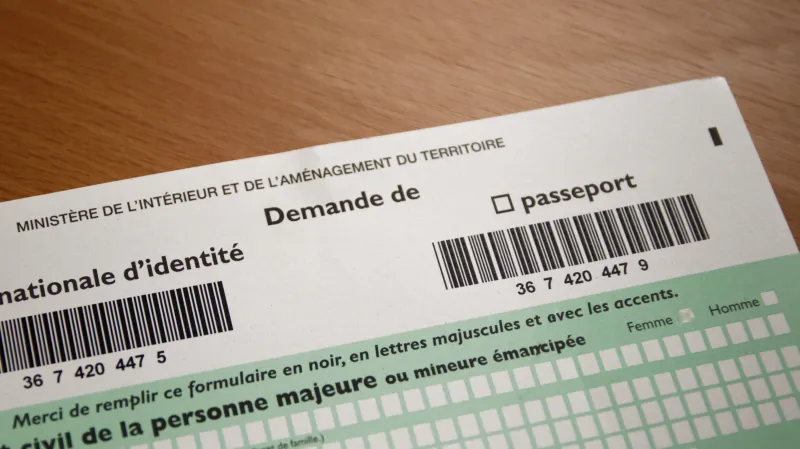 MINISTÈRE DE L'INTÉRIEUR ET DE L'AMÉNAGEMENT DU TERRITOIRE
Demande de
nationale d'identité
passeport
36 7 420 447 5
36 7 420 447 9
Merci de remplir ce formulaire en noir, en lettres majuscules et avec les accents.
civil de la personne majeure ou mineure émancipée
Femme Homme
de famille.)